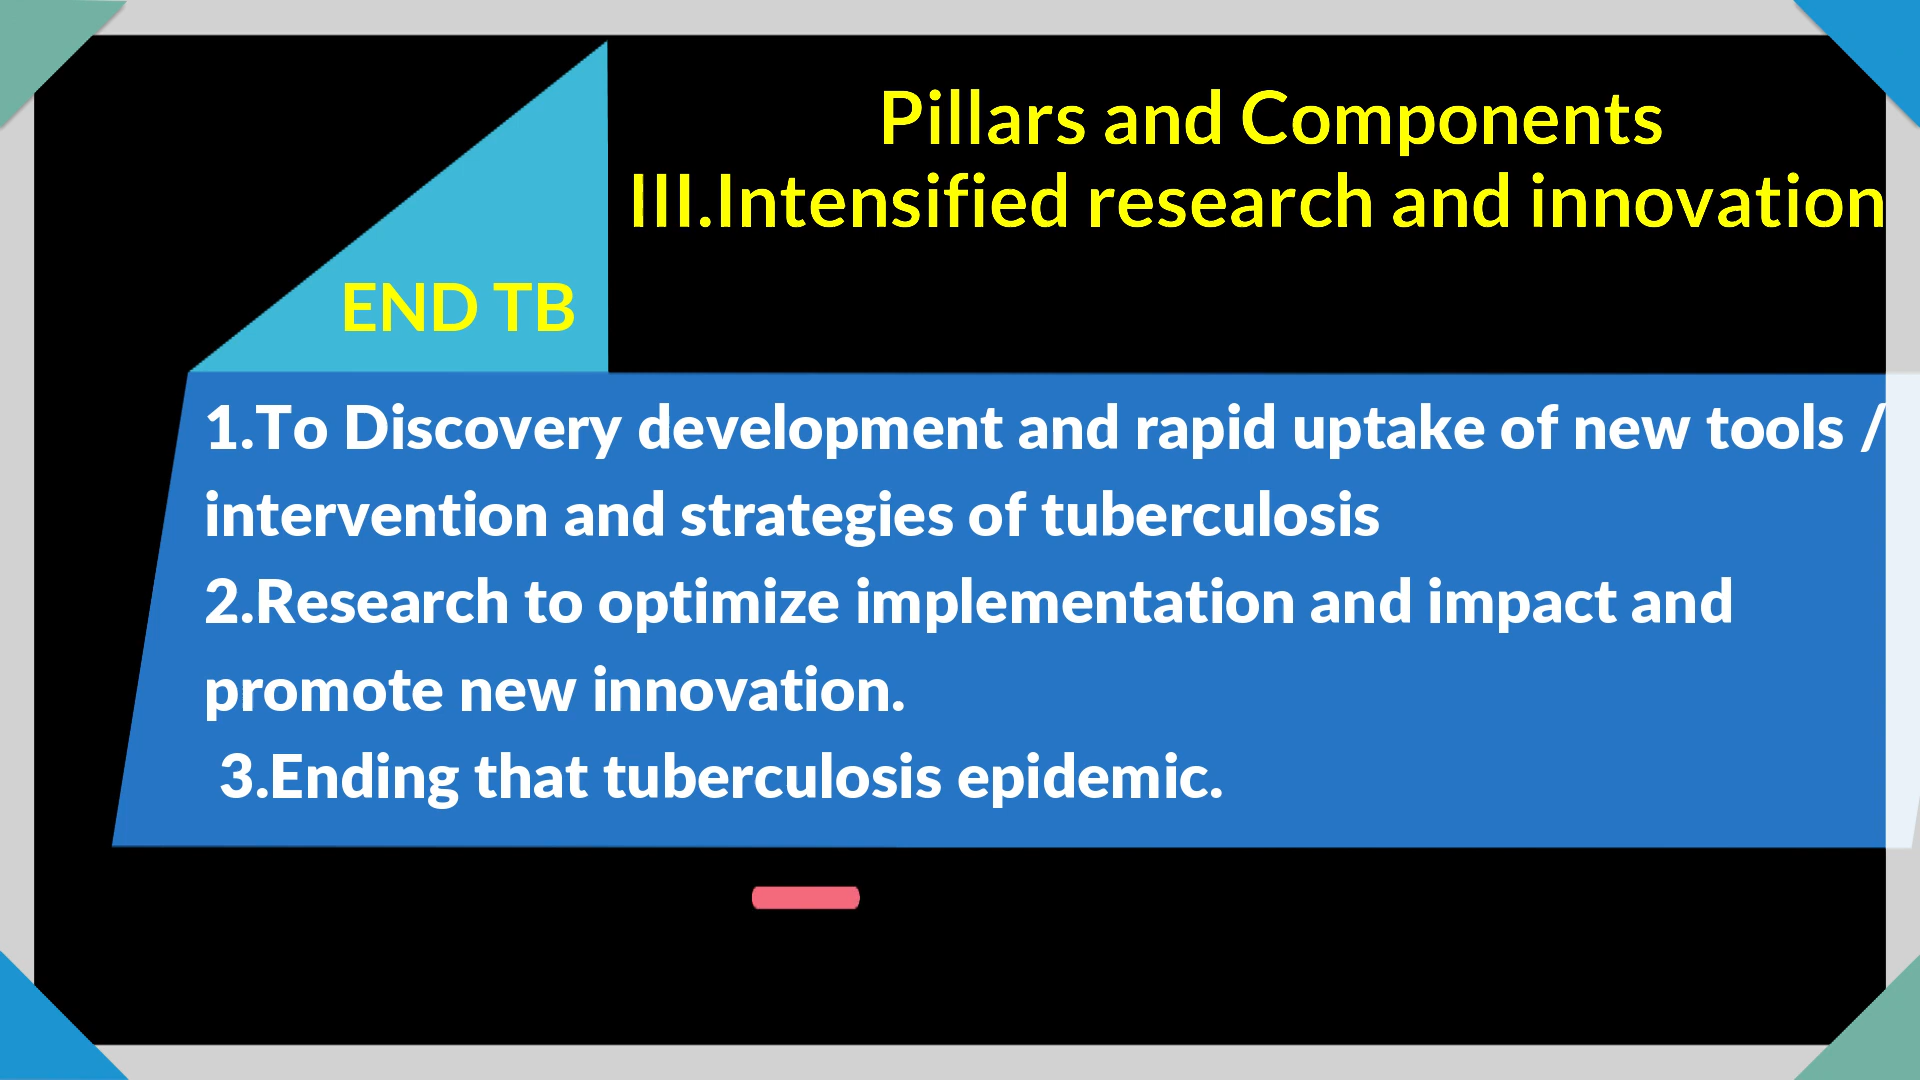 Pillars and Components
III.Intensified research and innovation
END TB
1.To Discovery development and rapid uptake of new tools /
intervention and strategies of tuberculosis
2.Research to optimize implementation and impact and
promote new innovation.
3.Ending that tuberculosis epidemic.